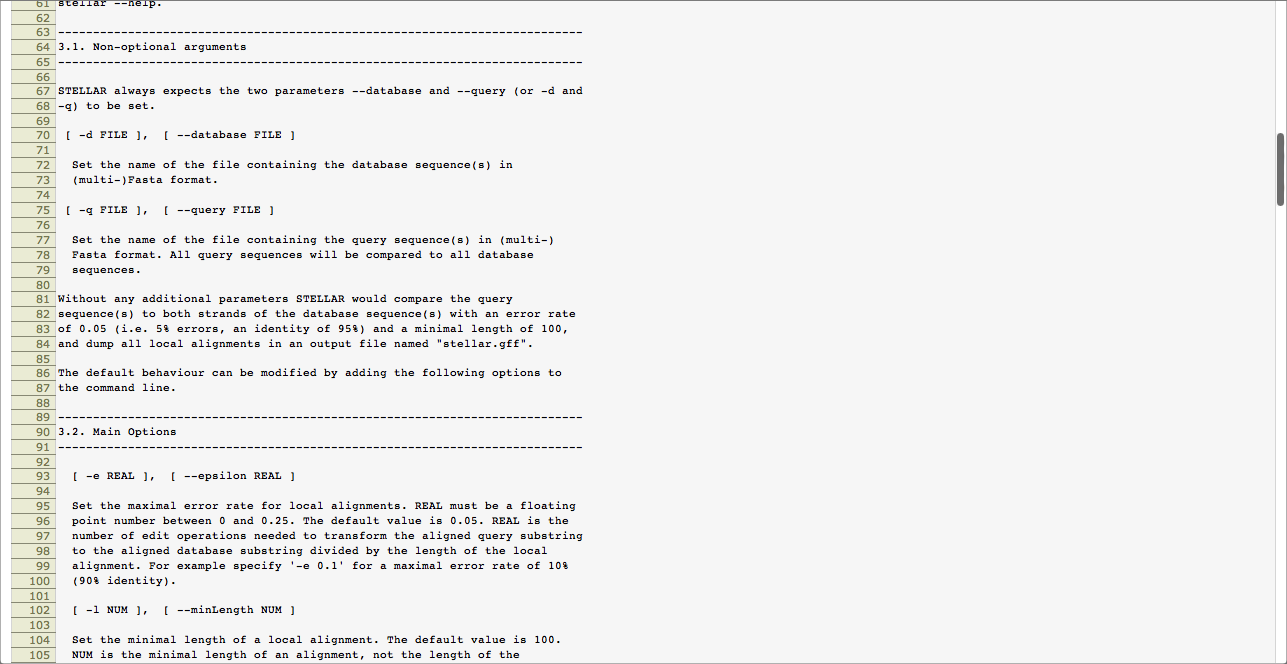 61 stellar --help.
62
63 ---------------------------------------------------------------------------
64 3.1. Non-optional arguments
65 ---------------------------------------------------------------------------
66
67 STELLAR always expects the two parameters --database and --query (or -d and
68 -q) to be set.
69
70  [ -d FILE ],  [ --database FILE ]
71
72   Set the name of the file containing the database sequence(s) in
73   (multi-)Fasta format.
74
75  [ -q FILE ],  [ --query FILE ]
76
77   Set the name of the file containing the query sequence(s) in (multi-)
78   Fasta format. All query sequences will be compared to all database
79   sequences.
80
81 Without any additional parameters STELLAR would compare the query
82 sequence(s) to both strands of the database sequence(s) with an error rate
83 of 0.05 (i.e. 5% errors, an identity of 95%) and a minimal length of 100,
84 and dump all local alignments in an output file named "stellar.gff".
85
86 The default behaviour can be modified by adding the following options to
87 the command line.
88
89 ---------------------------------------------------------------------------
90 3.2. Main Options
91 ---------------------------------------------------------------------------
92
93   [ -e REAL ],  [ --epsilon REAL ]
94
95   Set the maximal error rate for local alignments. REAL must be a floating
96   point number between 0 and 0.25. The default value is 0.05. REAL is the
97   number of edit operations needed to transform the aligned query substring
98   to the aligned database substring divided by the length of the local
99   alignment. For example specify '-e 0.1' for a maximal error rate of 10%
100   (90% identity).
101
102   [ -l NUM ],  [ --minLength NUM ]
103
104   Set the minimal length of a local alignment. The default value is 100.
105   NUM is the minimal length of an alignment, not the length of the